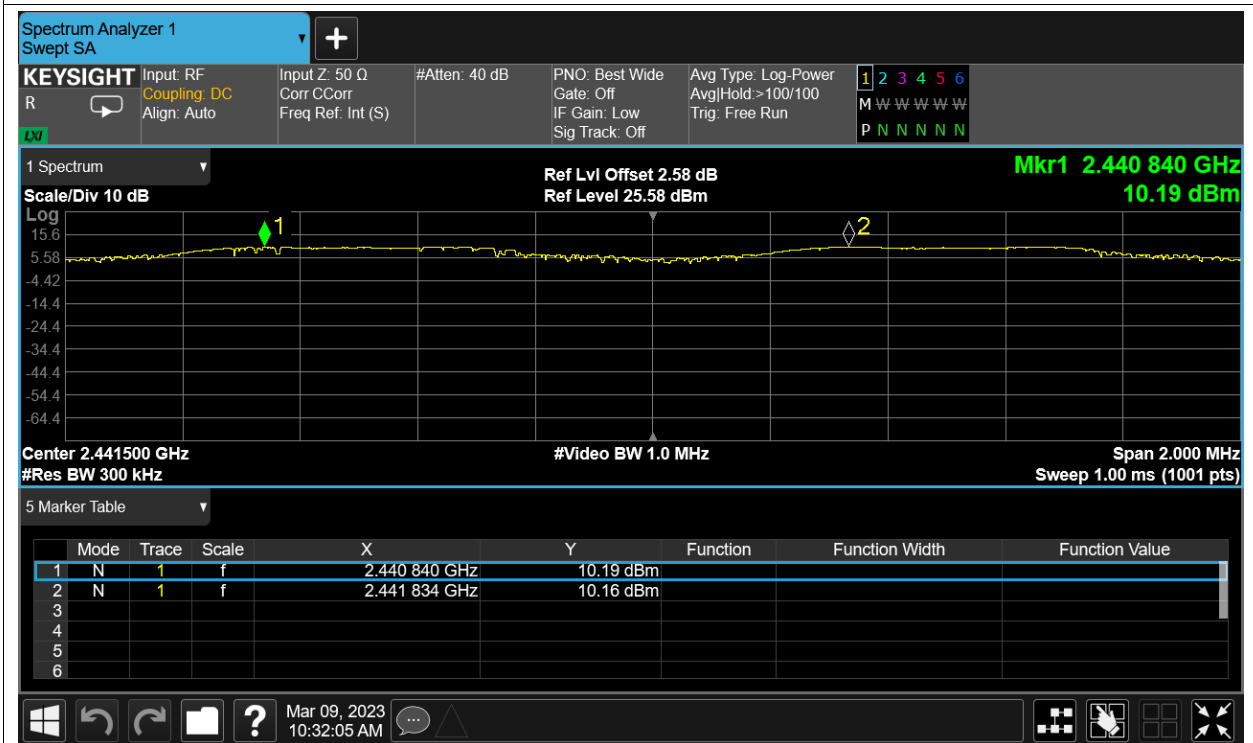 Spectrum Analyzer 1
Swept SA
KEYSIGHT
R
LXI
Input: RF
Coupling: DC
Align: Auto
Input Z: 50 Ω
Corr CCorr
Freq Ref: Int (S)
#Atten: 40 dB
PNO: Best Wide
Gate: Off
IF Gain: Low
Sig Track: Off
Avg Type: Log-Power
Avg|Hold:>100/100
Trig: Free Run
1 2 3 4 5 6
M W W W W W
P N N N N N
1 Spectrum
Scale/Div 10 dB
Ref Lvl Offset 2.58 dB
Ref Level 25.58 dBm
Mkr1 2.440 840 GHz
10.19 dBm
Log
15.6
5.58
-4.42
-14.4
-24.4
-34.4
-44.4
-54.4
-64.4
1
2
Center 2.441500 GHz
#Res BW 300 kHz
#Video BW 1.0 MHz
Span 2.000 MHz
Sweep 1.00 ms (1001 pts)
5 Marker Table
Mode Trace Scale X Y Function Function Width Function Value
1 N 1 f 2.440 840 GHz 10.19 dBm
2 N 1 f 2.441 834 GHz 10.16 dBm
3
4
5
6
?
Mar 09, 2023
10:32:05 AM